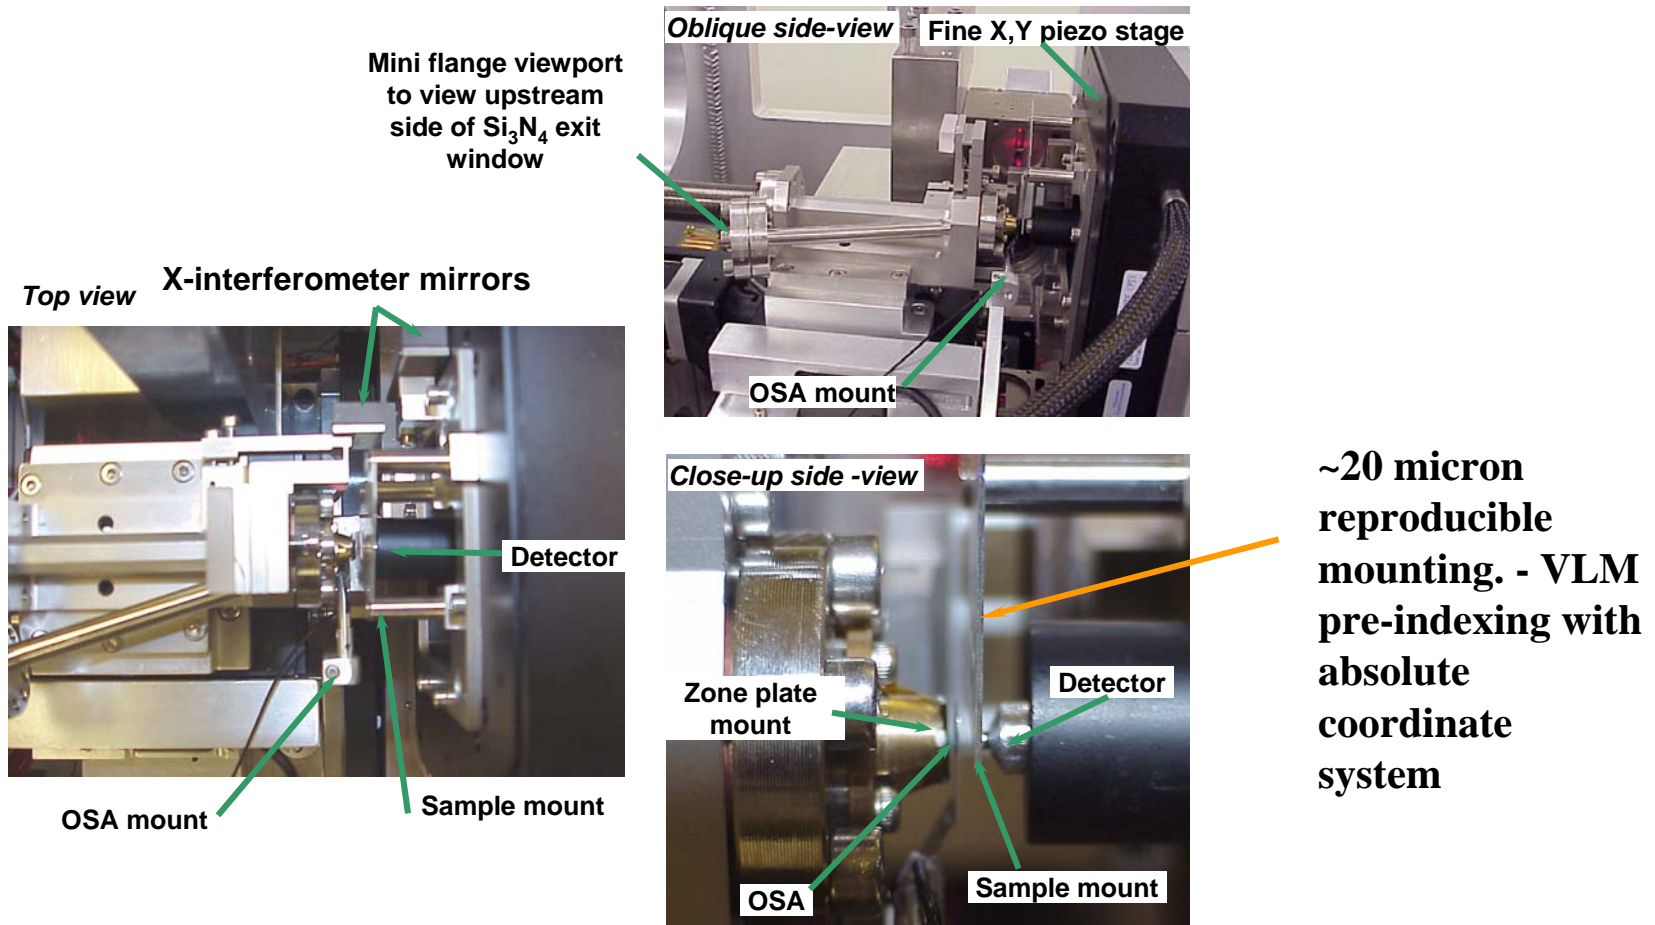 Oblique side-view
Fine X,Y piezo stage
Mini flange viewport
to view upstream
side of Si3N4 exit
window
X-interferometer mirrors
Top view
OSA mount
Detector
OSA mount
Sample mount
Close-up side -view
Zone plate
mount
Detector
OSA
Sample mount
~20 micron
reproducible
mounting. - VLM
pre-indexing with
absolute
coordinate
system